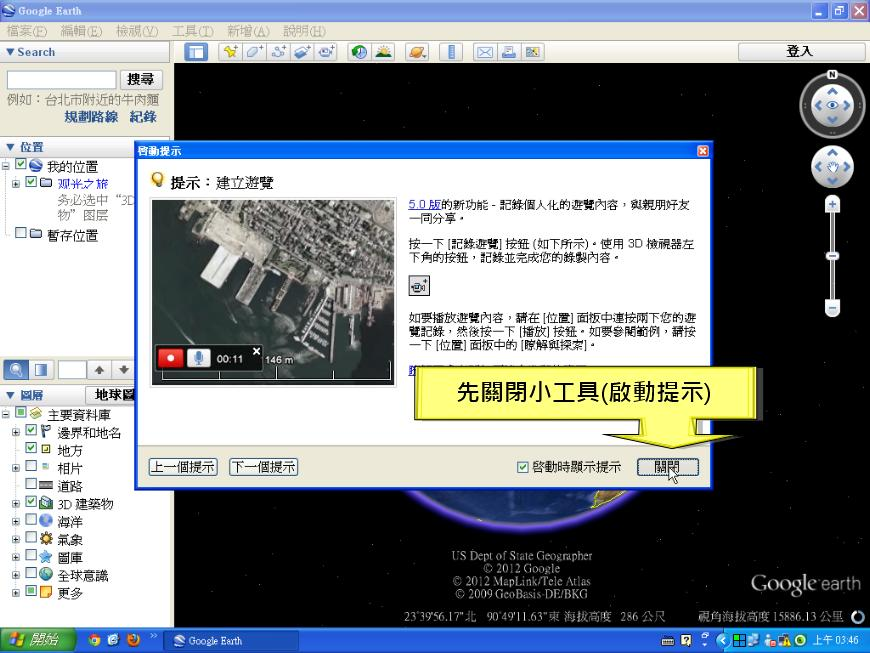 Google Earth
檔案(F) 編輯(E) 檢視(V) 工具(T) 新增(A) 說明(H)
Search
登入
搜尋
例如：台北市附近的牛肉麵
規劃路線 紀錄
位置
我的位置
观光之旅
务必选中“3D
物”图层
暫存位置
啓動提示
提示：建立遊覽
5.0 版的新功能 - 記錄個人化的遊覽內容，與親朋好友
一同分享。
按一下 [記錄遊覽] 按鈕 (如下所示)。使用 3D 檢視器左
下角的按鈕，記錄並完成您的錄製內容。
如要播放遊覽內容，請在 [位置] 面板中連按兩下您的遊
覽記錄，然後按一下 [播放] 按鈕。如要參閱範例，請按
一下 [位置] 面板中的 [瞭解與探索]。
00:11
146 m
先關閉小工具(啟動提示)
上一個提示
下一個提示
啓動時顯示提示
關閉
圖層
地球圖
主要資料庫
邊界和地名
地方
相片
道路
3D 建築物
海洋
氣象
圖庫
全球意識
更多
N
US Dept of State Geographer
© 2012 Google
© 2012 MapLink/Tele Atlas
© 2009 GeoBasis-DE/BKG
Google earth
23°39'56.17"北 90°49'11.63"東 海拔高度 286 公尺 視角海拔高度 15886.13 公里
開始
Google Earth
上午 03:46